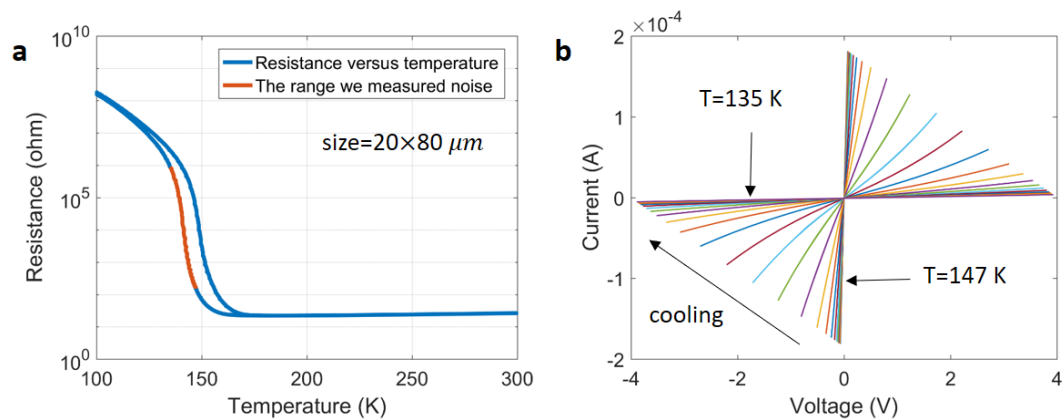 a
10^10
10^5
10^0
Resistance (ohm)
Resistance versus temperature
The range we measured noise
size=20×80 μm
100
150
200
250
300
Temperature (K)
b
×10^-4
2
1
0
-1
-2
Current (A)
T=135 K
T=147 K
cooling
-4
-2
0
2
4
Voltage (V)